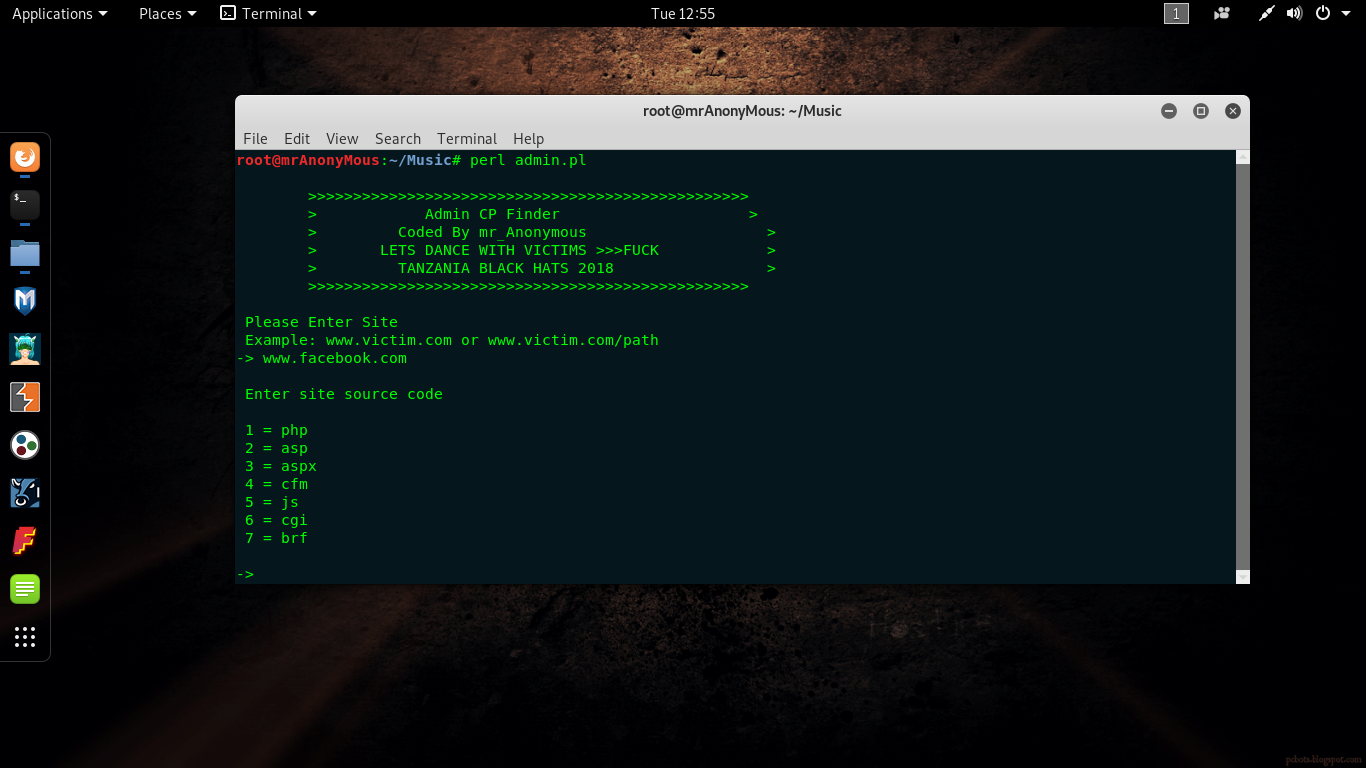 Applications Places Terminal Tue 12:55 1
root@mrAnonyMous: ~/Music
File Edit View Search Terminal Help
root@mrAnonyMous:~/Music# perl admin.pl
>>>>>>>>>>>>>>>>>>>>>>>>>>>>>>>>>>>>>>>>>>>>>>>>>
> Admin CP Finder >
> Coded By mr_Anonymous >
> LETS DANCE WITH VICTIMS >>>FUCK >
> TANZANIA BLACK HATS 2018 >
>>>>>>>>>>>>>>>>>>>>>>>>>>>>>>>>>>>>>>>>>>>>>>>>>
Please Enter Site
Example: www.victim.com or www.victim.com/path
-> www.facebook.com
Enter site source code
1 = php
2 = asp
3 = aspx
4 = cfm
5 = js
6 = cgi
7 = brf
->
pcbots.blogspot.com